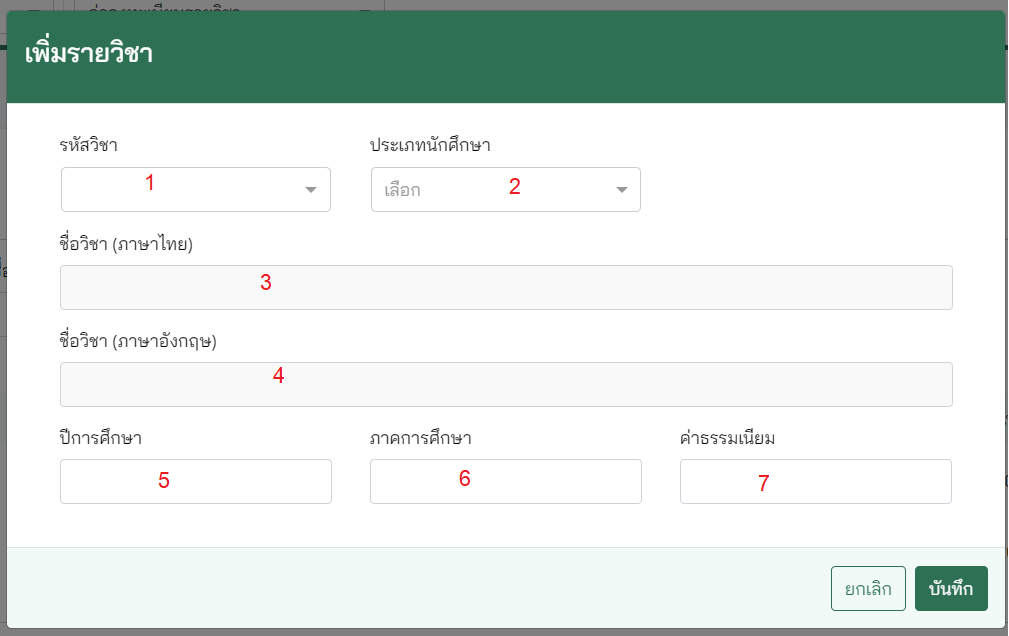 เพิ่มรายวิชา
รหัสวิชา ประเภทนักศึกษา
1 เลือก 2
ชื่อวิชา (ภาษาไทย)
3
ชื่อวิชา (ภาษาอังกฤษ)
4
ปีการศึกษา ภาคการศึกษา ค่าธรรมเนียม
5 6 7
ยกเลิก บันทึก